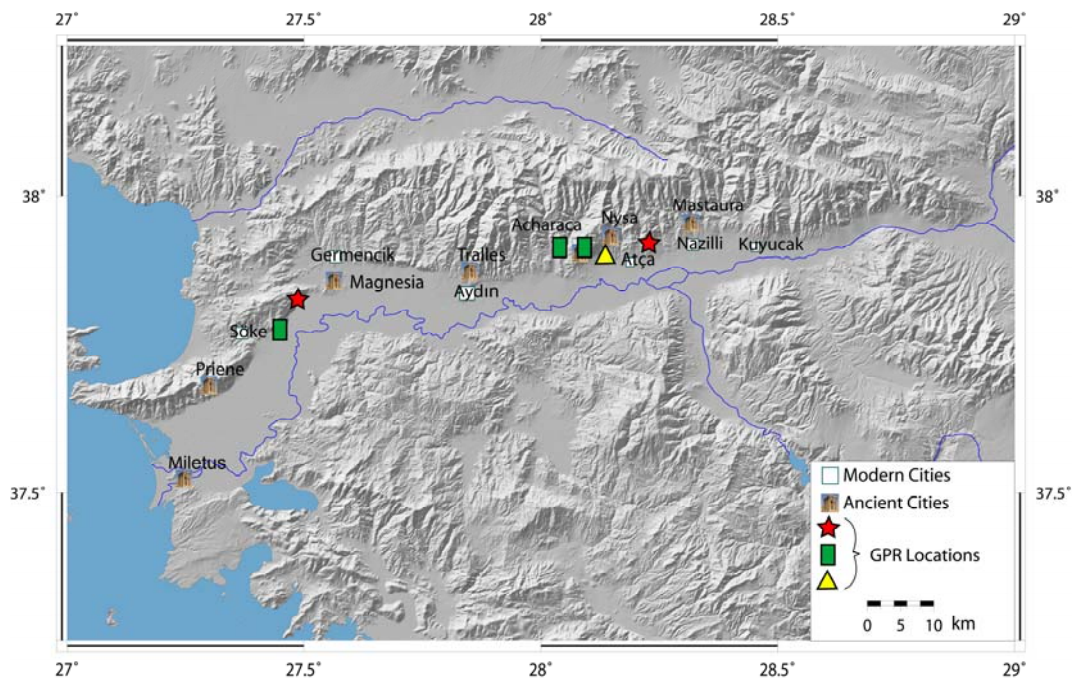 27° 27.5° 28° 28.5° 29°
38° 38°
Mastaura
Nysa
Acharaca
Nazilli Kuyucak
Atça
Germencik Tralles
Magnesia
Aydın
Söke
Priene
Miletus
37.5° 37.5°
Modern Cities
Ancient Cities
GPR Locations
0 5 10 km
27° 27.5° 28° 28.5° 29°